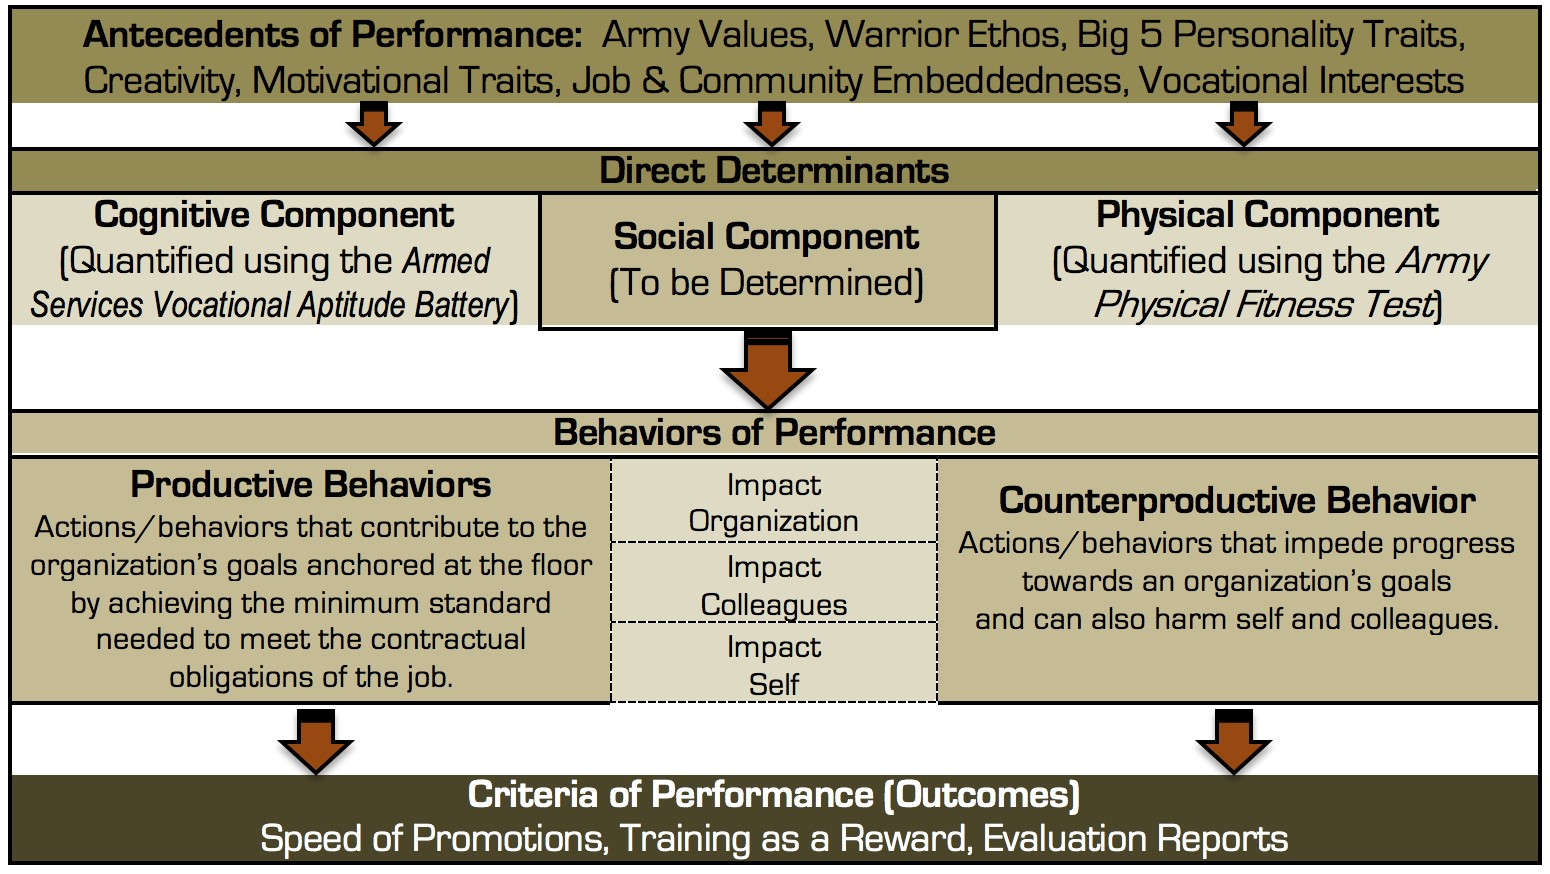 Antecedents of Performance: Army Values, Warrior Ethos, Big 5 Personality Traits,
Creativity, Motivational Traits, Job & Community Embeddedness, Vocational Interests
Direct Determinants
Cognitive Component
(Quantified using the Armed
Services Vocational Aptitude Battery)
Social Component
(To be Determined)
Physical Component
(Quantified using the Army
Physical Fitness Test)
Behaviors of Performance
Productive Behaviors
Actions/behaviors that contribute to the
organization's goals anchored at the floor
by achieving the minimum standard
needed to meet the contractual
obligations of the job.
Impact
Organization
Impact
Colleagues
Impact
Self
Counterproductive Behavior
Actions/behaviors that impede progress
towards an organization's goals
and can also harm self and colleagues.
Criteria of Performance (Outcomes)
Speed of Promotions, Training as a Reward, Evaluation Reports